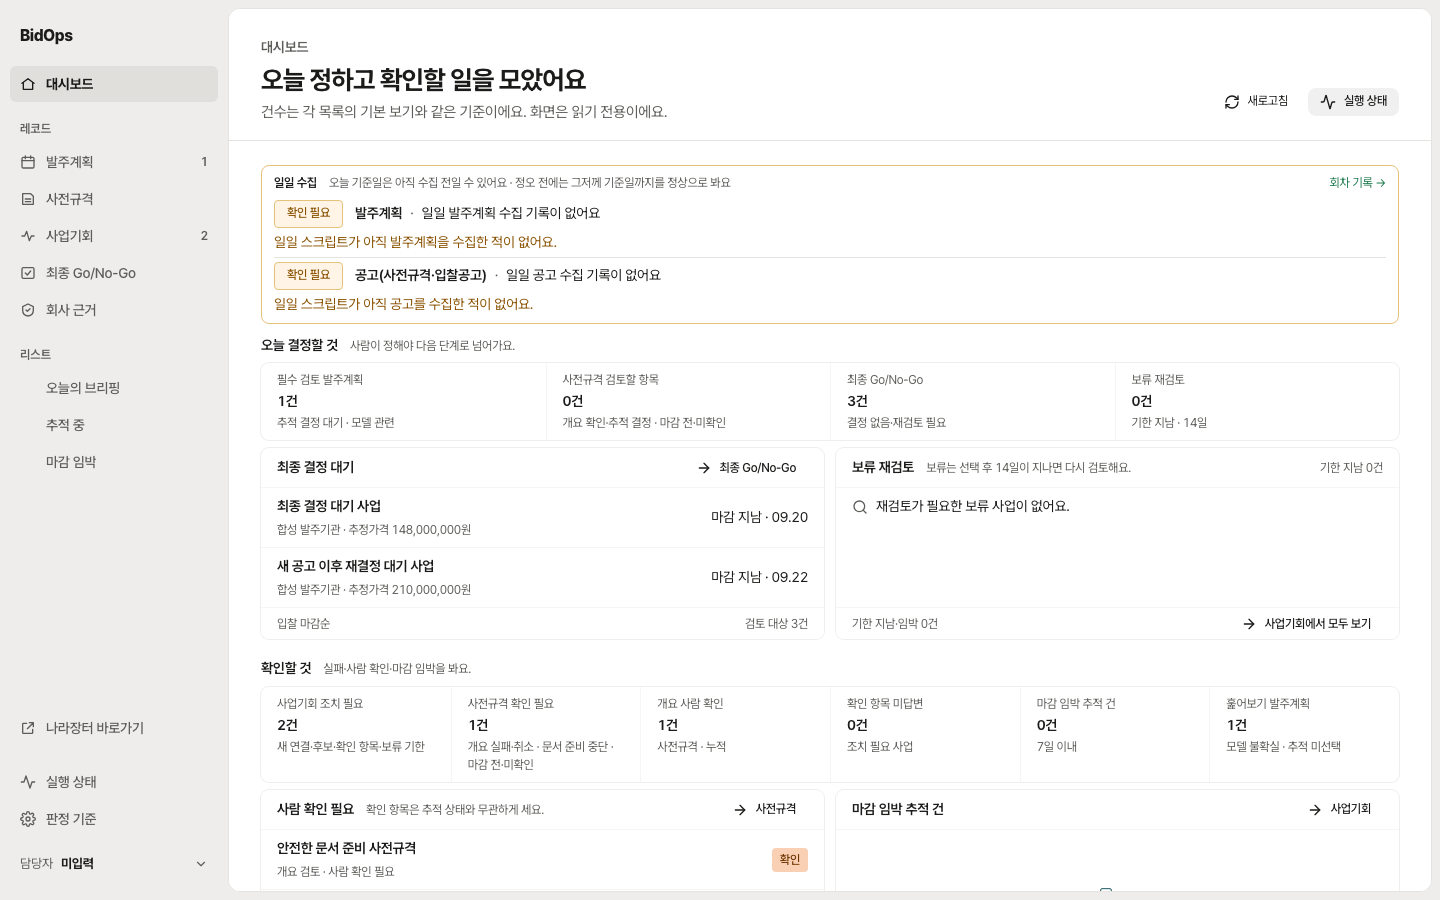 BidOps
대시보드
레코드
발주계획 1
사전규격
사업기회 2
최종 Go/No-Go
회사 근거
리스트
오늘의 브리핑
추적 중
마감 임박
나라장터 바로가기
실행 상태
판정 기준
담당자 미입력
대시보드
오늘 정하고 확인할 일을 모았어요
건수는 각 목록의 기본 보기와 같은 기준이에요. 화면은 읽기 전용이에요.
새로고침 실행 상태
일일 수집 오늘 기준일은 아직 수집 전일 수 있어요 · 정오 전에는 그저께 기준일까지를 정상으로 봐요 회차 기록 →
확인 필요 발주계획 · 일일 발주계획 수집 기록이 없어요
일일 스크립트가 아직 발주계획을 수집한 적이 없어요.
확인 필요 공고(사전규격·입찰공고) · 일일 공고 수집 기록이 없어요
일일 스크립트가 아직 공고를 수집한 적이 없어요.
오늘 결정할 것 사람이 정해야 다음 단계로 넘어가요.
필수 검토 발주계획
1건
추적 결정 대기 · 모델 관련
사전규격 검토할 항목
0건
개요 확인·추적 결정 · 마감 전·미확인
최종 Go/No-Go
3건
결정 없음·재검토 필요
보류 재검토
0건
기한 지남 · 14일
최종 결정 대기 → 최종 Go/No-Go
최종 결정 대기 사업
합성 발주기관 · 추정가격 148,000,000원
마감 지남 · 09.20
새 공고 이후 재결정 대기 사업
합성 발주기관 · 추정가격 210,000,000원
마감 지남 · 09.22
입찰 마감순 검토 대상 3건
보류 재검토 보류는 선택 후 14일이 지나면 다시 검토해요. 기한 지남 0건
재검토가 필요한 보류 사업이 없어요.
기한 지남·임박 0건 → 사업기회에서 모두 보기
확인할 것 실패·사람 확인·마감 임박을 봐요.
사업기회 조치 필요
2건
새 연결·후보·확인 항목·보류 기한
사전규격 확인 필요
1건
개요 실패·취소 · 문서 준비 중단 ·
마감 전·미확인
개요 사람 확인
1건
사전규격 · 누적
확인 항목 미답변
0건
조치 필요 사업
마감 임박 추적 건
0건
7일 이내
훑어보기 발주계획
1건
모델 불확실 · 추적 미선택
사람 확인 필요 확인 항목은 추적 상태와 무관하게 세요. → 사전규격
안전한 문서 준비 사전규격
개요 검토 · 사람 확인 필요
확인
마감 임박 추적 건 → 사업기회